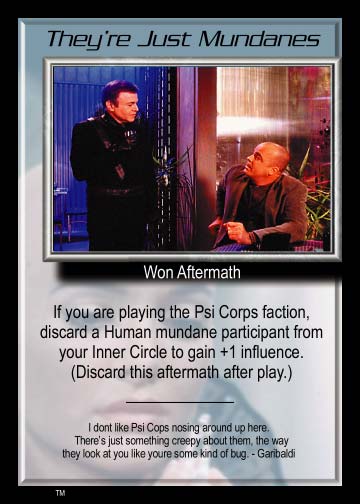 They're Just Mundanes
Won Aftermath
If you are playing the Psi Corps faction,
discard a Human mundane participant from
your Inner Circle to gain +1 influence.
(Discard this aftermath after play.)
I dont like Psi Cops nosing around up here.
There's just something creepy about them, the way
they look at you like youre some kind of bug. - Garibaldi
TM